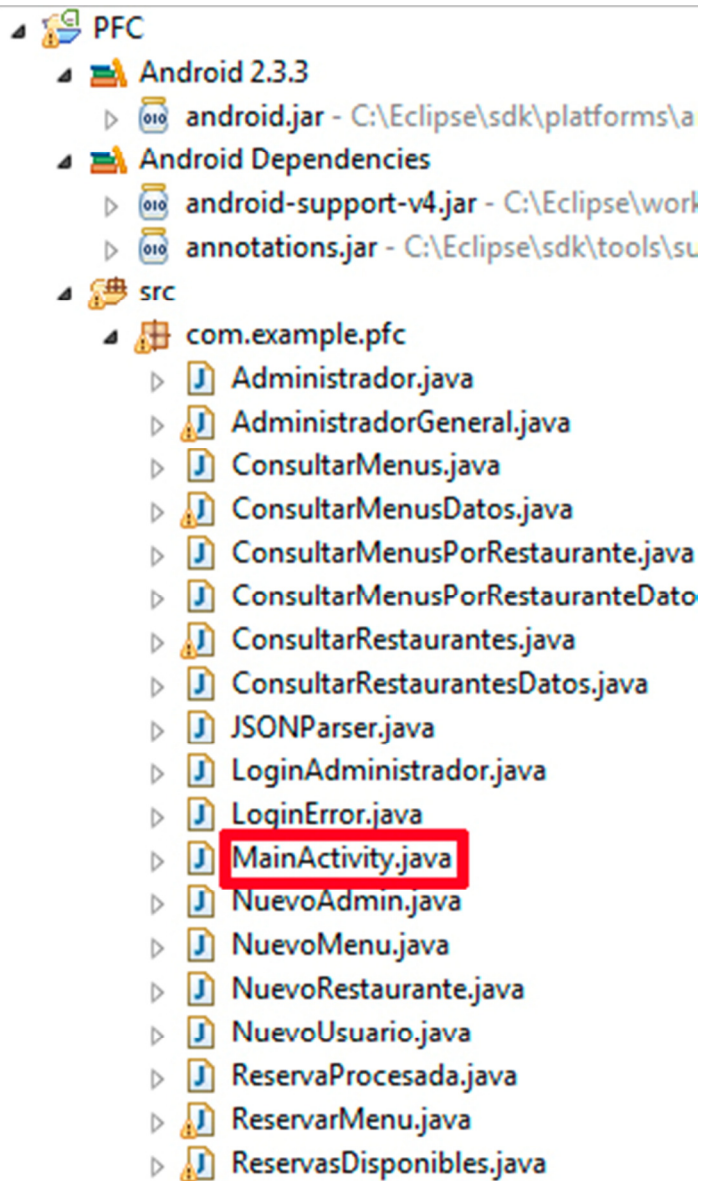 PFC
Android 2.3.3
android.jar - C:\Eclipse\sdk\platforms\a
Android Dependencies
android-support-v4.jar - C:\Eclipse\work
annotations.jar - C:\Eclipse\sdk\tools\su
src
com.example.pfc
Administrador.java
AdministradorGeneral.java
ConsultarMenus.java
ConsultarMenusDatos.java
ConsultarMenusPorRestaurante.java
ConsultarMenusPorRestauranteDato
ConsultarRestaurantes.java
ConsultarRestaurantesDatos.java
JSONParser.java
LoginAdministrador.java
LoginError.java
MainActivity.java
NuevoAdmin.java
NuevoMenu.java
NuevoRestaurante.java
NuevoUsuario.java
ReservaProcesada.java
ReservarMenu.java
ReservasDisponibles.java